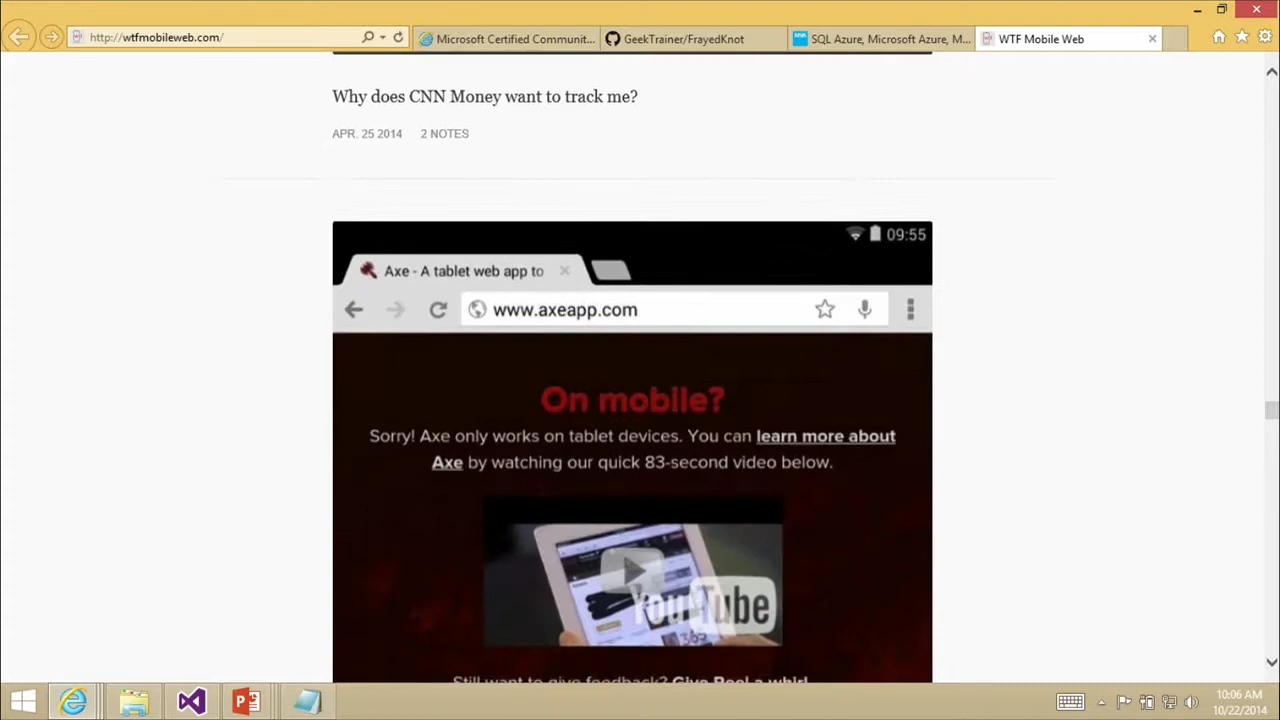 http://wtfmobileweb.com/
Microsoft Certified Communit...
GeekTrainer/FrayedKnot
SQL Azure, Microsoft Azure, M...
WTF Mobile Web
Why does CNN Money want to track me?
APR. 25 2014 2 NOTES
09:55
Axe - A tablet web app to
www.axeapp.com
On mobile?
Sorry! Axe only works on tablet devices. You can learn more about
Axe by watching our quick 83-second video below.
YouTube
Still want to give feedback? Give Reel a whirl
10:06 AM
10/22/2014